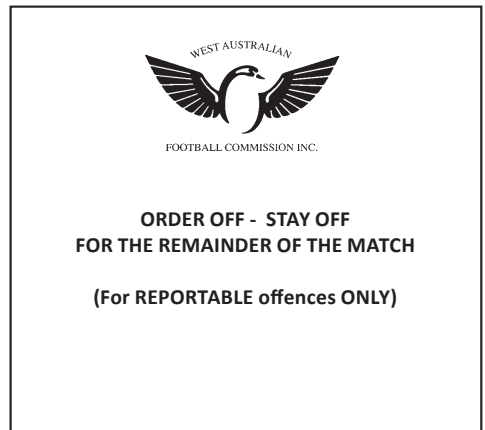 WEST AUSTRALIAN
FOOTBALL COMMISSION INC.
ORDER OFF - STAY OFF
FOR THE REMAINDER OF THE MATCH
(For REPORTABLE offences ONLY)